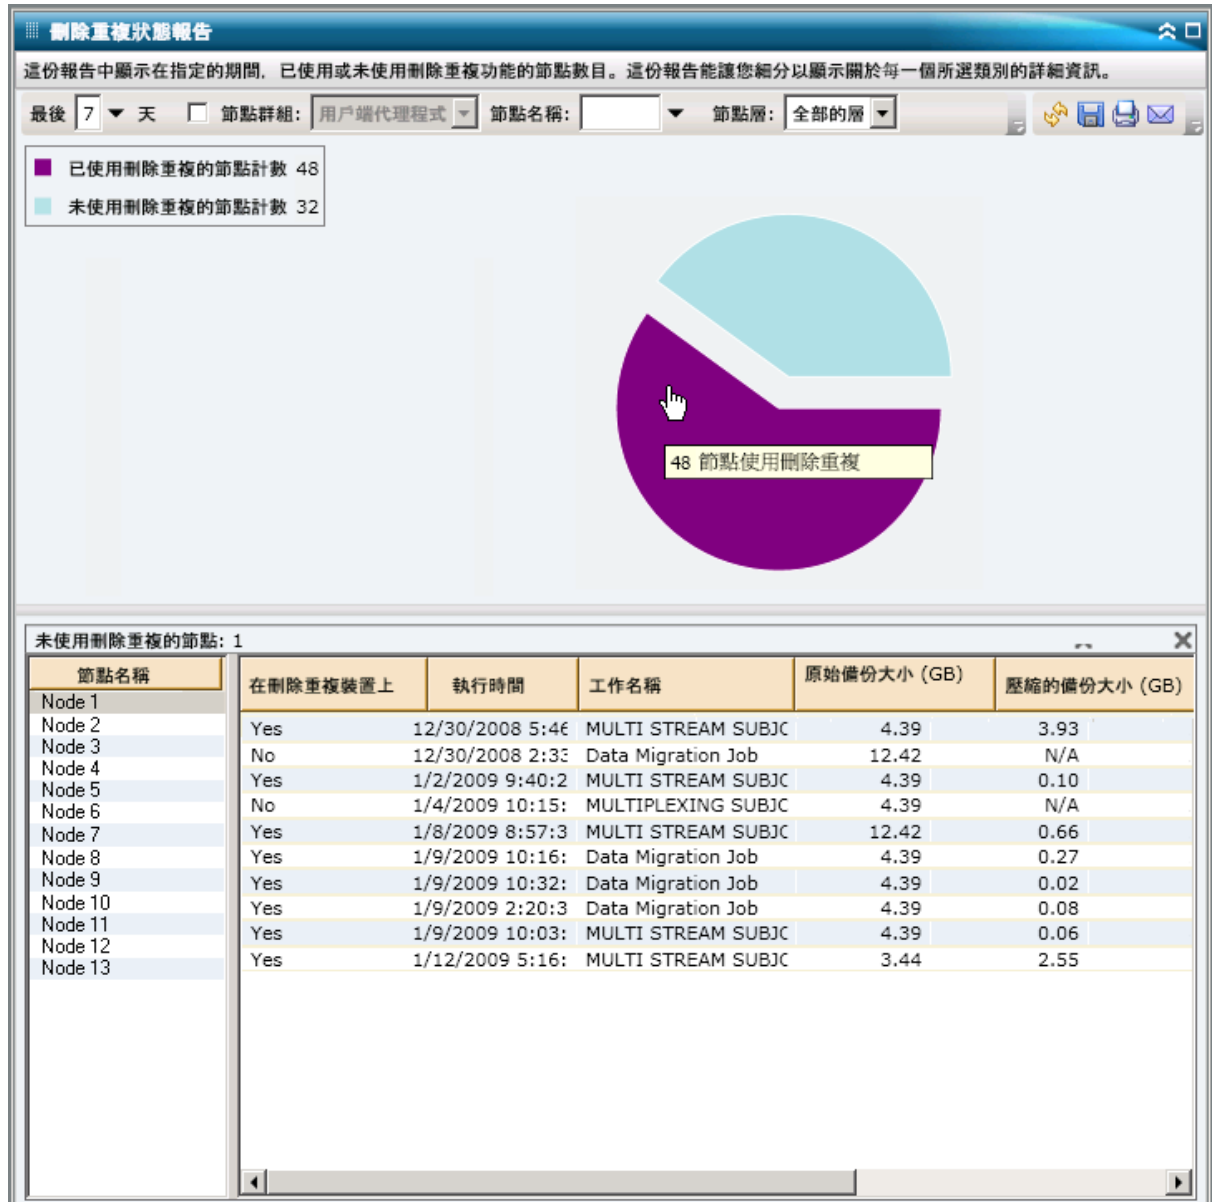 刪除重複狀態報告
這份報告中顯示在指定的期間，已使用或未使用刪除重複功能的節點數目。這份報告能讓您細分以顯示關於每一個所選類別的詳細資訊。
最後 7 天 節點群組: 用戶端代理程式 節點名稱: 節點層: 全部的層
已使用刪除重複的節點計數 48
未使用刪除重複的節點計數 32
48 節點使用刪除重複
未使用刪除重複的節點: 1
節點名稱
Node 1
Node 2
Node 3
Node 4
Node 5
Node 6
Node 7
Node 8
Node 9
Node 10
Node 11
Node 12
Node 13
在刪除重複裝置上 執行時間 工作名稱 原始備份大小 (GB) 壓縮的備份大小 (GB)
Yes 12/30/2008 5:46 MULTI STREAM SUBJC 4.39 3.93
No 12/30/2008 2:33 Data Migration Job 12.42 N/A
Yes 1/2/2009 9:40:2 MULTI STREAM SUBJC 4.39 0.10
No 1/4/2009 10:15: MULTIPLEXING SUBJC 4.39 N/A
Yes 1/8/2009 8:57:3 MULTI STREAM SUBJC 12.42 0.66
Yes 1/9/2009 10:16: Data Migration Job 4.39 0.27
Yes 1/9/2009 10:32: Data Migration Job 4.39 0.02
Yes 1/9/2009 2:20:3 Data Migration Job 4.39 0.08
Yes 1/9/2009 10:03: MULTI STREAM SUBJC 4.39 0.06
Yes 1/12/2009 5:16: MULTI STREAM SUBJC 3.44 2.55